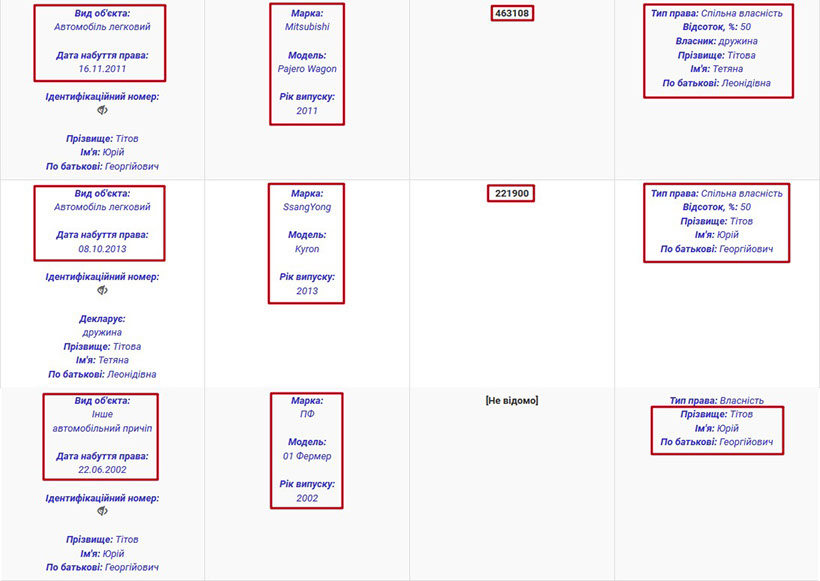 Вид об'єкта:
Автомобіль легковий
Дата набуття права:
16.11.2011
Ідентифікаційний номер:
Прізвище: Тітов
Ім'я: Юрій
По батькові: Георгійович
Марка:
Mitsubishi
Модель:
Pajero Wagon
Рік випуску:
2011
463108
Тип права: Спільна власність
Відсоток, %: 50
Власник: дружина
Прізвище: Тітова
Ім'я: Тетяна
По батькові: Леонідівна
Вид об'єкта:
Автомобіль легковий
Дата набуття права:
08.10.2013
Ідентифікаційний номер:
Декларує:
дружина
Прізвище: Тітова
Ім'я: Тетяна
По батькові: Леонідівна
Марка:
SsangYong
Модель:
Kyron
Рік випуску:
2013
221900
Тип права: Спільна власність
Відсоток, %: 50
Прізвище: Тітов
Ім'я: Юрій
По батькові: Георгійович
Вид об'єкта:
Інше
автомобільний причіп
Дата набуття права:
22.06.2002
Ідентифікаційний номер:
Прізвище: Тітов
Ім'я: Юрій
По батькові: Георгійович
Марка:
ПФ
Модель:
01 Фермер
Рік випуску:
2002
[Не відомо]
Тип права: Власність
Прізвище: Тітов
Ім'я: Юрій
По батькові: Георгійович